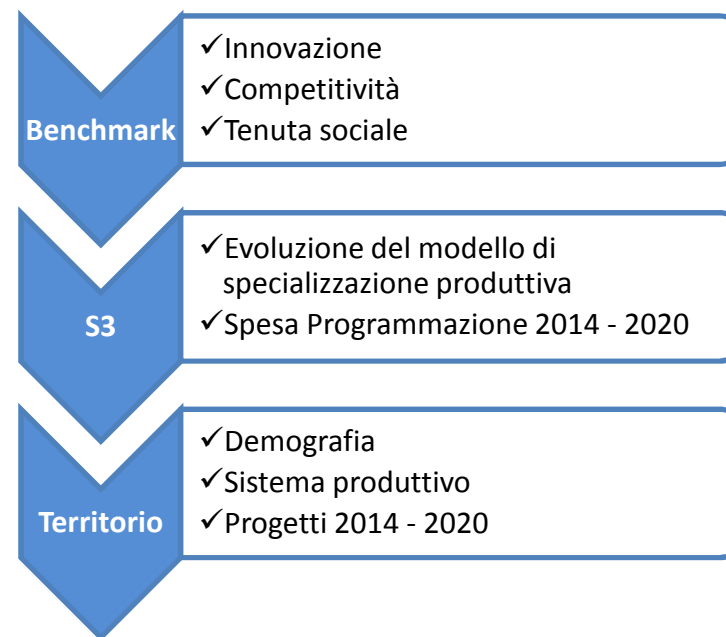 Benchmark
✓Innovazione
✓Competitività
✓Tenuta sociale
S3
✓Evoluzione del modello di
specializzazione produttiva
✓Spesa Programmazione 2014 - 2020
Territorio
✓Demografia
✓Sistema produttivo
✓Progetti 2014 - 2020